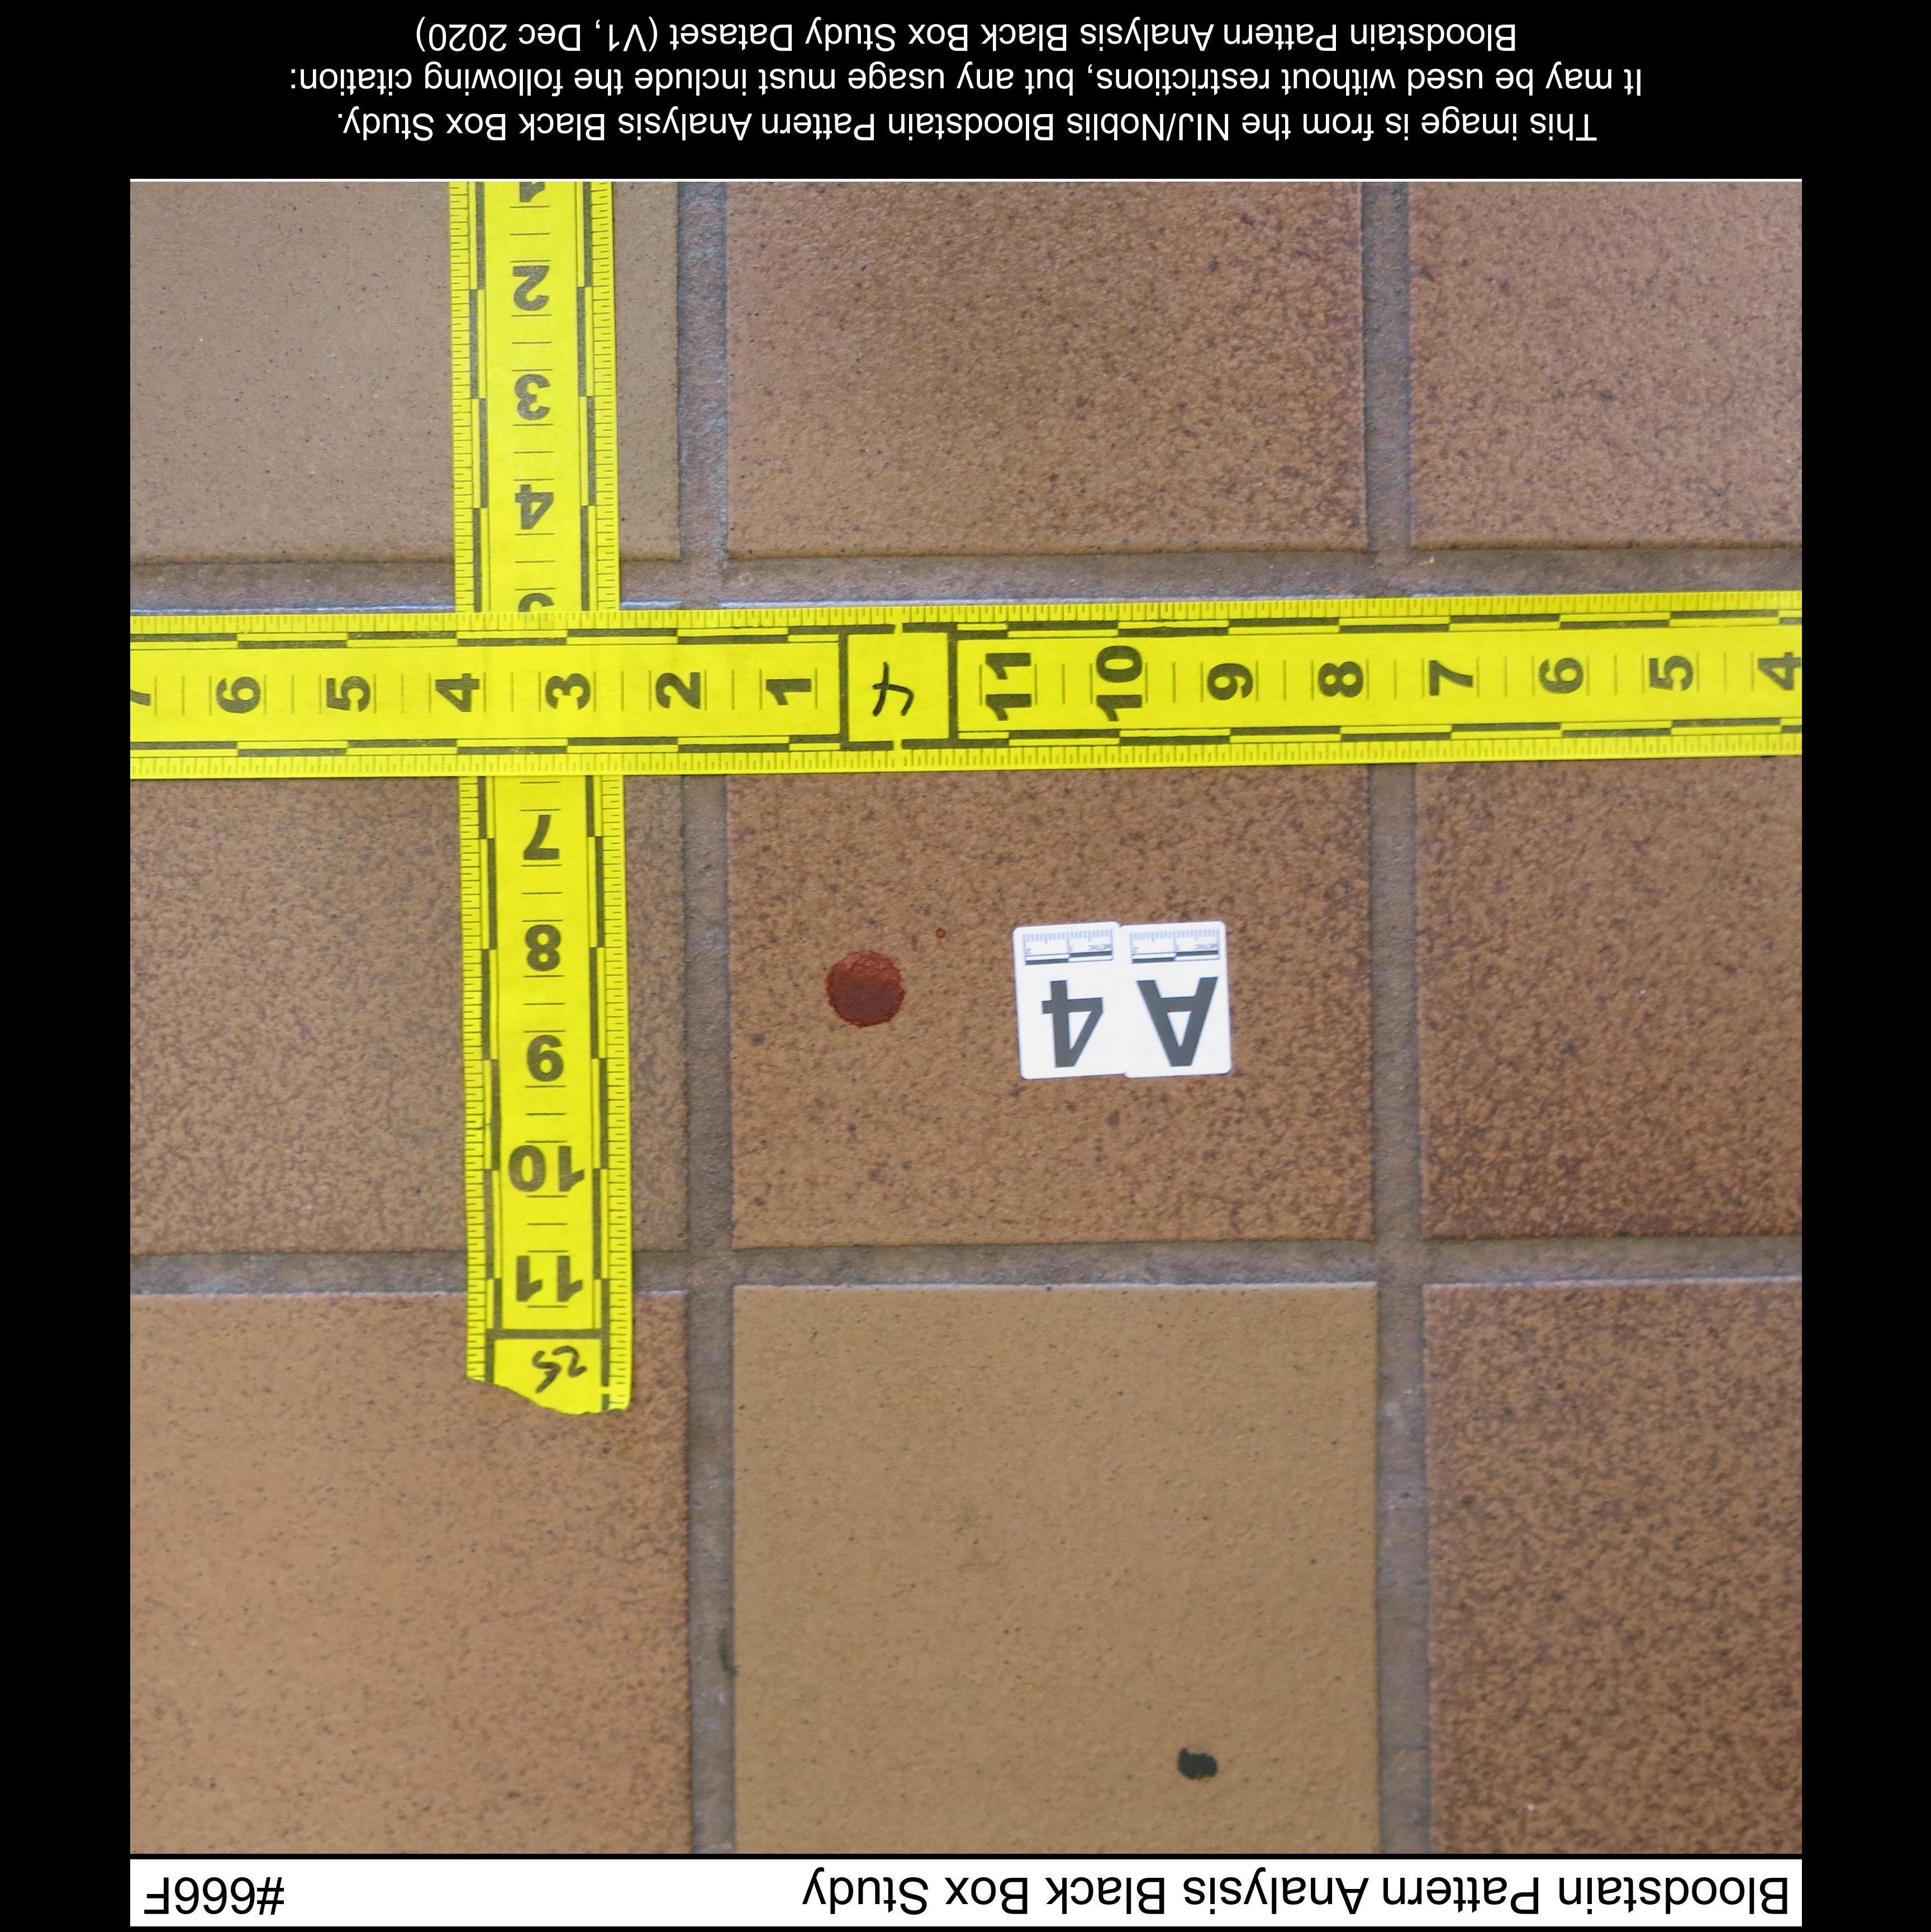 Bloodstain Pattern Analysis Black Box Study #666F
25
11
10
9
8
7
A 4
4 5 6 7 8 9 10 11 4 1 2 3 4 5 6 7
5
4
3
2
1
This image is from the NIJ/Noblis Bloodstain Pattern Analysis Black Box Study.
It may be used without restrictions, but any usage must include the following citation:
Bloodstain Pattern Analysis Black Box Study Dataset (V1, Dec 2020)